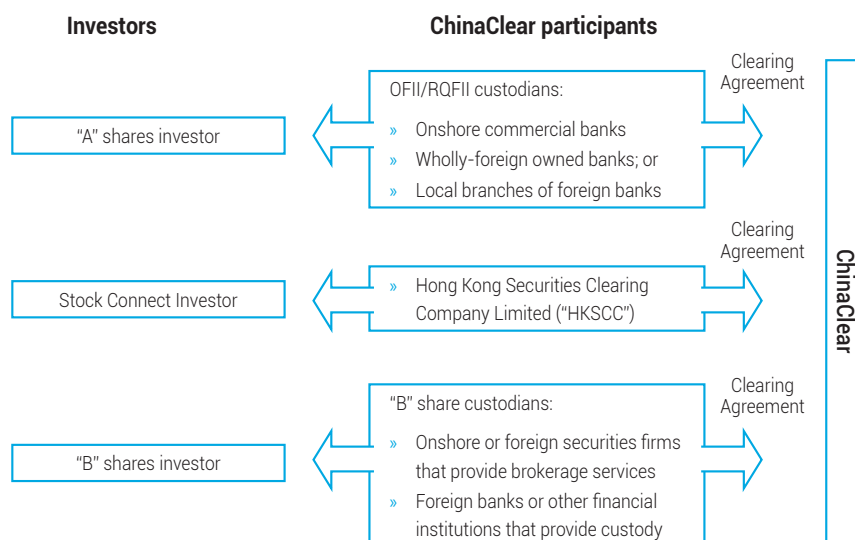 Investors
ChinaClear participants
Clearing
Agreement
OFII/RQFII custodians:
» Onshore commercial banks
» Wholly-foreign owned banks; or
» Local branches of foreign banks
"A" shares investor
Clearing
Agreement
Stock Connect Investor
» Hong Kong Securities Clearing
Company Limited ("HKSCC")
ChinaClear
Clearing
Agreement
"B" share custodians:
» Onshore or foreign securities firms
that provide brokerage services
» Foreign banks or other financial
institutions that provide custody
"B" shares investor